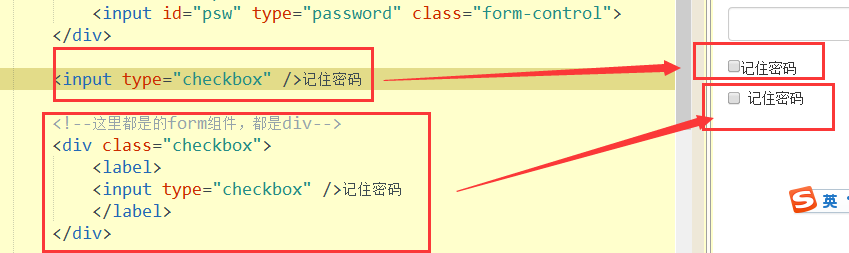 <input id="psw" type="password" class="form-control">
</div>
<input type="checkbox" />记住密码
<!--这里都是的form组件，都是div-->
<div class="checkbox">
<label>
<input type="checkbox" />记住密码
</label>
</div>
记住密码
记住密码
S 英